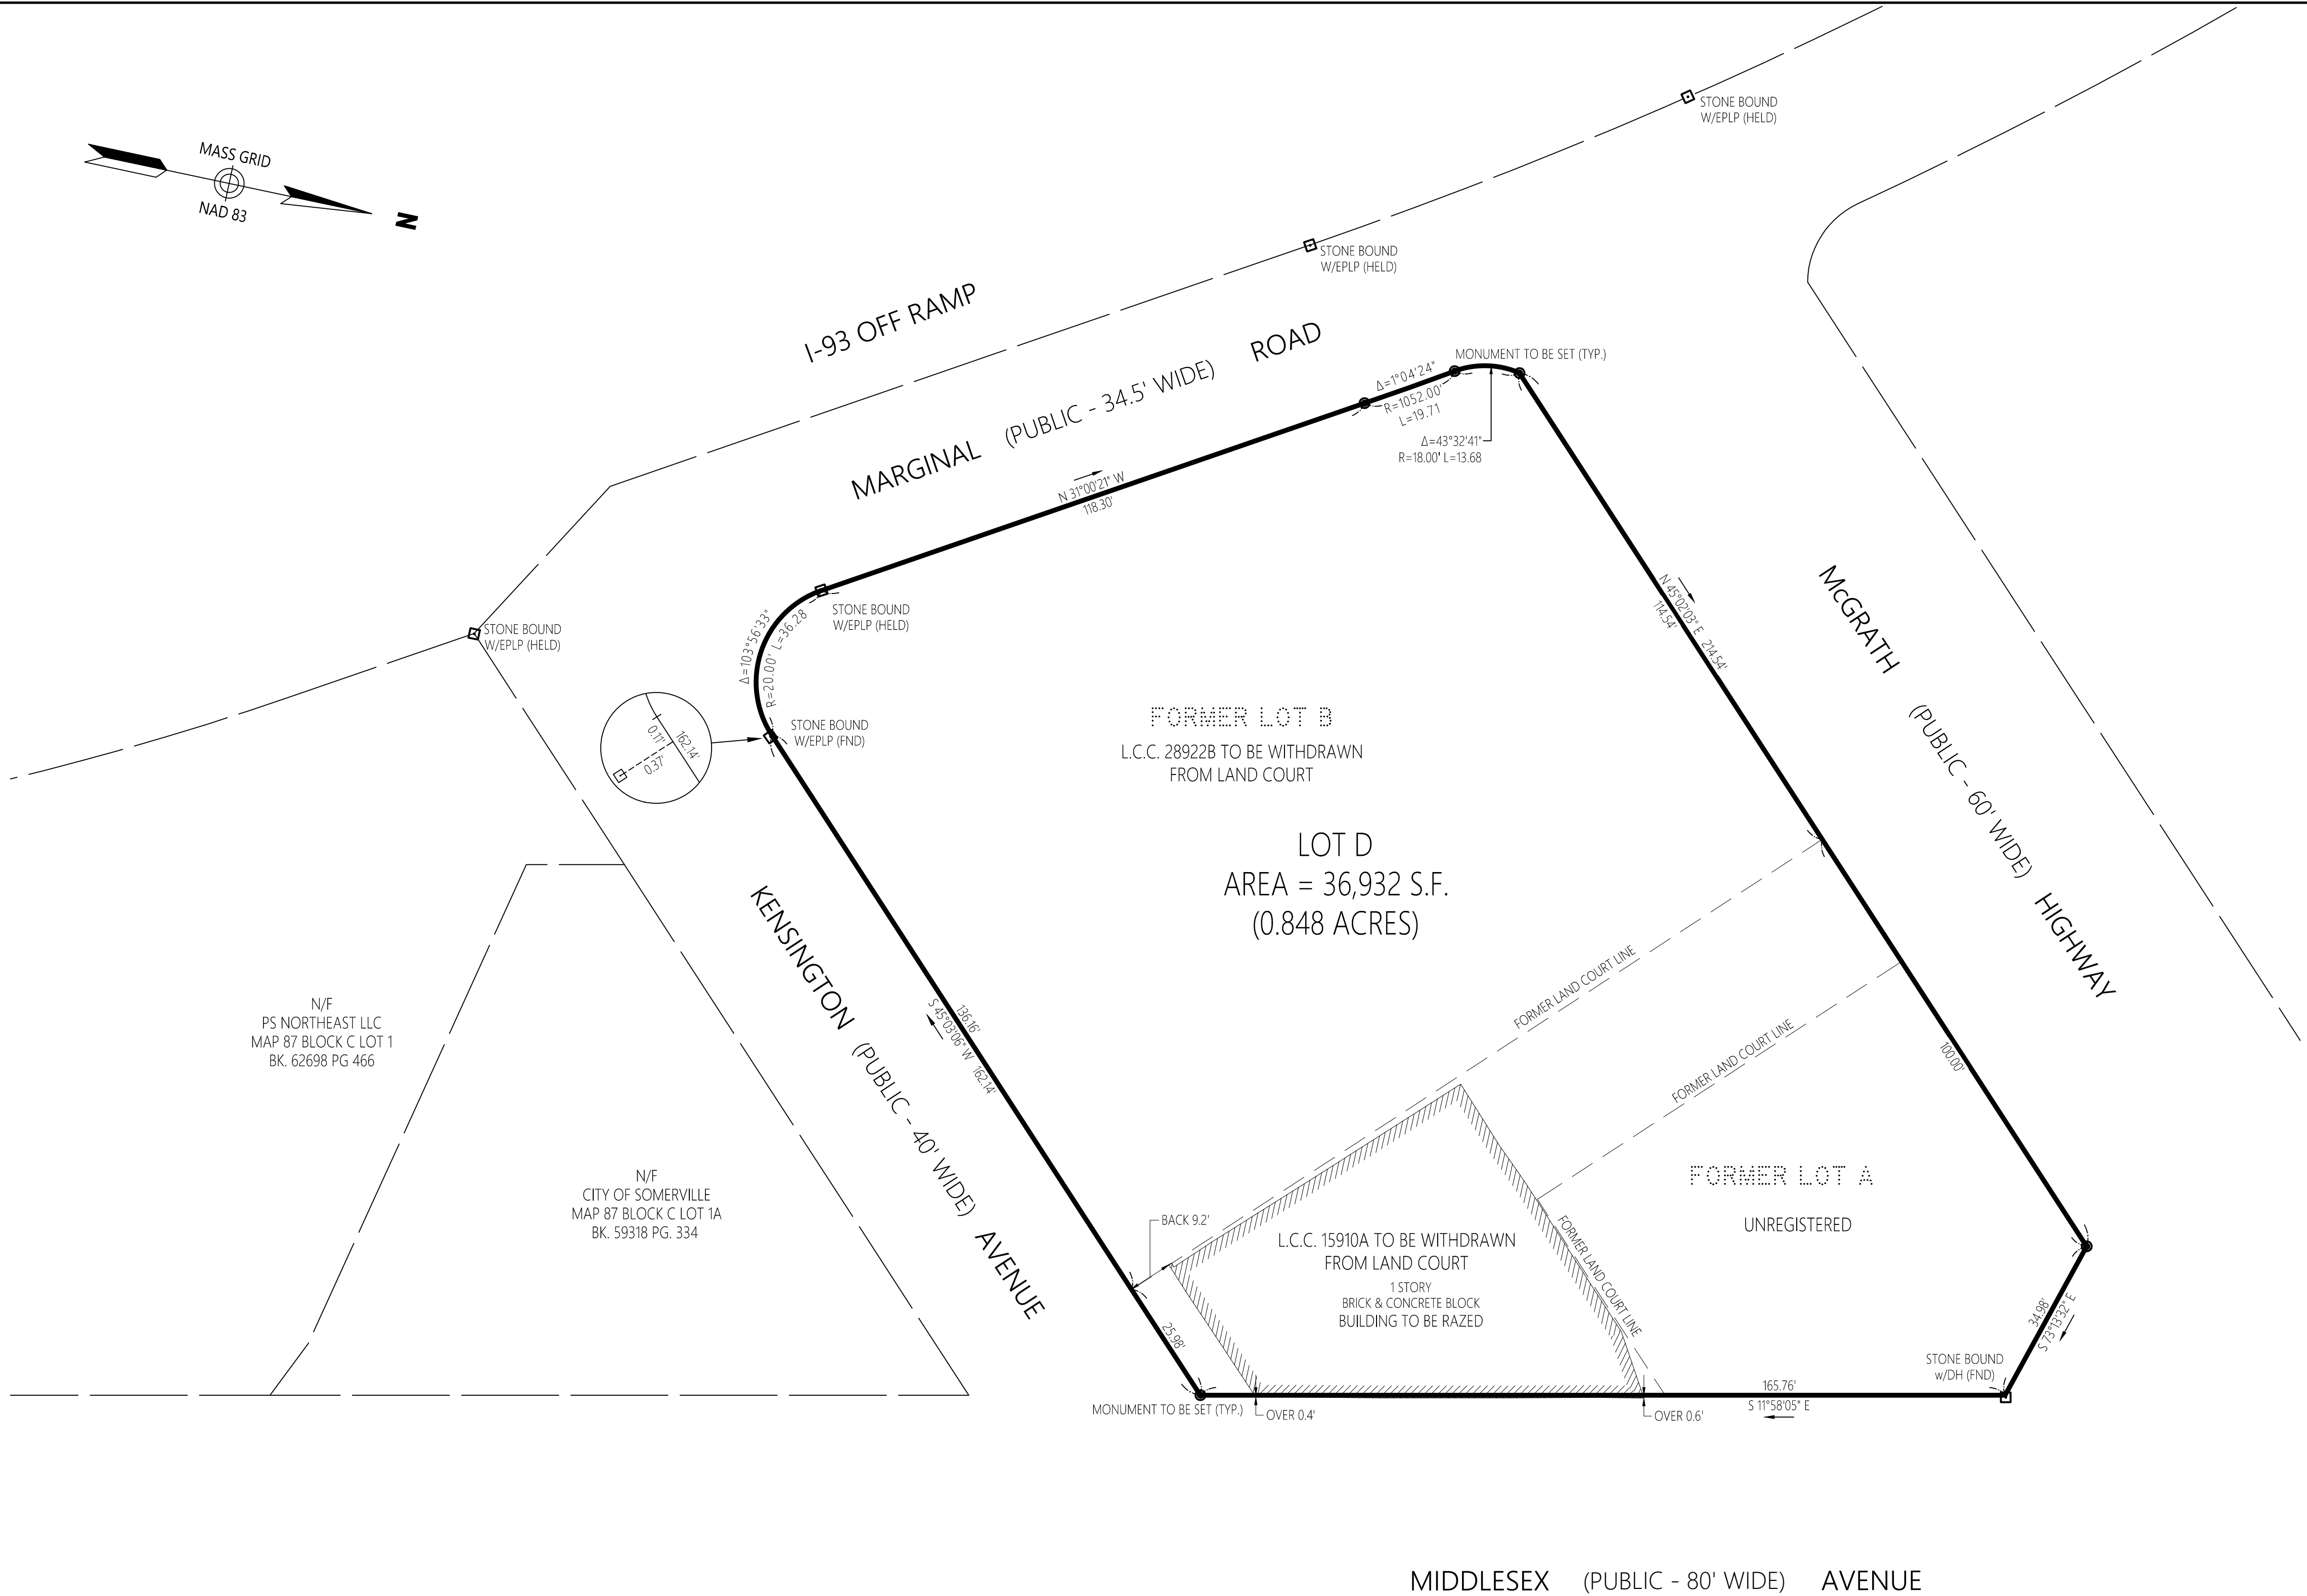 MASS GRID
NAD 83
N
STONE BOUND
W/EPLP (HELD)
STONE BOUND
W/EPLP (HELD)
I-93 OFF RAMP
MARGINAL (PUBLIC - 34.5' WIDE) ROAD
MONUMENT TO BE SET (TYP.)
Δ=1°04'24"
R=1052.00'
L=19.71
Δ=43°32'41"
R=18.00' L=13.68
N 31°00'21" W
118.30'
STONE BOUND
W/EPLP (HELD)
STONE BOUND
W/EPLP (HELD)
Δ=103°56'33"
R=20.00' L=36.28
STONE BOUND
W/EPLP (FND)
0.11'
162.14'
0.37'
N 45°02'03" E 214.54'
114.54'
McGRATH (PUBLIC - 60' WIDE) HIGHWAY
FORMER LOT B
L.C.C. 28922B TO BE WITHDRAWN
FROM LAND COURT
LOT D
AREA = 36,932 S.F.
(0.848 ACRES)
KENSINGTON (PUBLIC - 40' WIDE) AVENUE
136.16'
S 45°03'06" W 162.14'
FORMER LAND COURT LINE
FORMER LAND COURT LINE
100.00'
N/F
PS NORTHEAST LLC
MAP 87 BLOCK C LOT 1
BK. 62698 PG 466
N/F
CITY OF SOMERVILLE
MAP 87 BLOCK C LOT 1A
BK. 59318 PG. 334
FORMER LOT A
UNREGISTERED
BACK 9.2'
L.C.C. 15910A TO BE WITHDRAWN
FROM LAND COURT
1 STORY
BRICK & CONCRETE BLOCK
BUILDING TO BE RAZED
FORMER LAND COURT LINE
25.98'
34.98'
S 73°13'32" E
STONE BOUND
w/DH (FND)
165.76'
S 11°58'05" E
MONUMENT TO BE SET (TYP.)
OVER 0.4'
OVER 0.6'
MIDDLESEX (PUBLIC - 80' WIDE) AVENUE